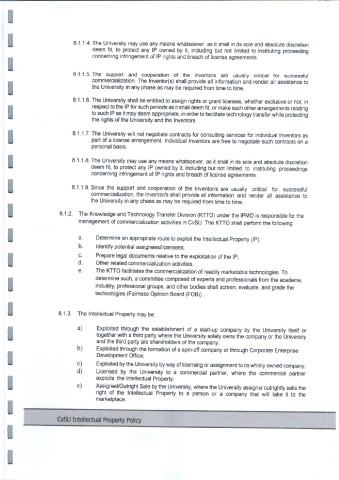 8.1.1.4. The University may use any means whatsoever, as it shall in its sole and absolute discretion
deem fit, to protect any IP owned by it, including but not limited to instituting proceeding
concerning infringement of IP rights and breach of license agreements.
8.1.1.5. The support and cooperation of the Inventors are usually critical for successful
commercialization. The Inventor(s) shall provide all information and render all assistance to
the University in any phase as may be required from time to time.
8.1.1.6. The University shall be entitled to assign rights or grant licenses, whether exclusive or not, in
respect to the IP for such periods as it shall deem fit, or make such other arrangements relating
to such IP as it may deem appropriate, in order to facilitate technology transfer while protecting
the rights of the University and the Inventors.
8.1.1.7. The University will not negotiate contracts for consulting services for individual Inventors as
part of a license arrangement. Individual Inventors are free to negotiate such contracts on a
personal basis.
8.1.1.8. The University may use any means whatsoever, as it shall in its sole and absolute discretion
deem fit, to protect any IP owned by it, including but not limited to instituting proceedings
concerning infringement of IP rights and breach of license agreements.
8.1.1.9. Since the support and cooperation of the Inventor/s are usually critical for successful
commercialization, the Inventor/s shall provide all information and render all assistance to
the University in any phase as may be required from time to time.
8.1.2. The Knowledge and Technology Transfer Division (KTTO) under the IPMO is responsible for the
management of commercialization activities in CvSU. The KTTO shall perform the following:
a. Determine an appropriate route to exploit the Intellectual Property (IP);
b. Identify potential assignees/licensees;
c. Prepare legal documents relative to the exploitation of the IP;
d. Other related commercialization activities.
e. The KTTO facilitates the commercialization of readily marketable technologies. To
determine such, a committee composed of experts and professionals from the academe,
industry, professional groups, and other bodies shall screen, evaluate, and grade the
technologies (Fairness Opinion Board (FOB)).
8.1.3. The Intellectual Property may be:
a) Exploited through the establishment of a start-up company by the University itself or
together with a third party where the University solely owns the company or the University
and the third party are shareholders of the company;
b) Exploited through the formation of a spin-off company or through Corporate Enterprise
Development Office;
c) Exploited by the University by way of licensing or assignment to its wholly owned company;
d) Licensed by the University to a commercial partner, where the commercial partner
exploits the Intellectual Property;
e) Assigned/Outright Sale by the University, where the University assigns/ outrightly sells the
right of the Intellectual Property to a person or a company that will take it to the
marketplace;
CvSU Intellectual Property Policy